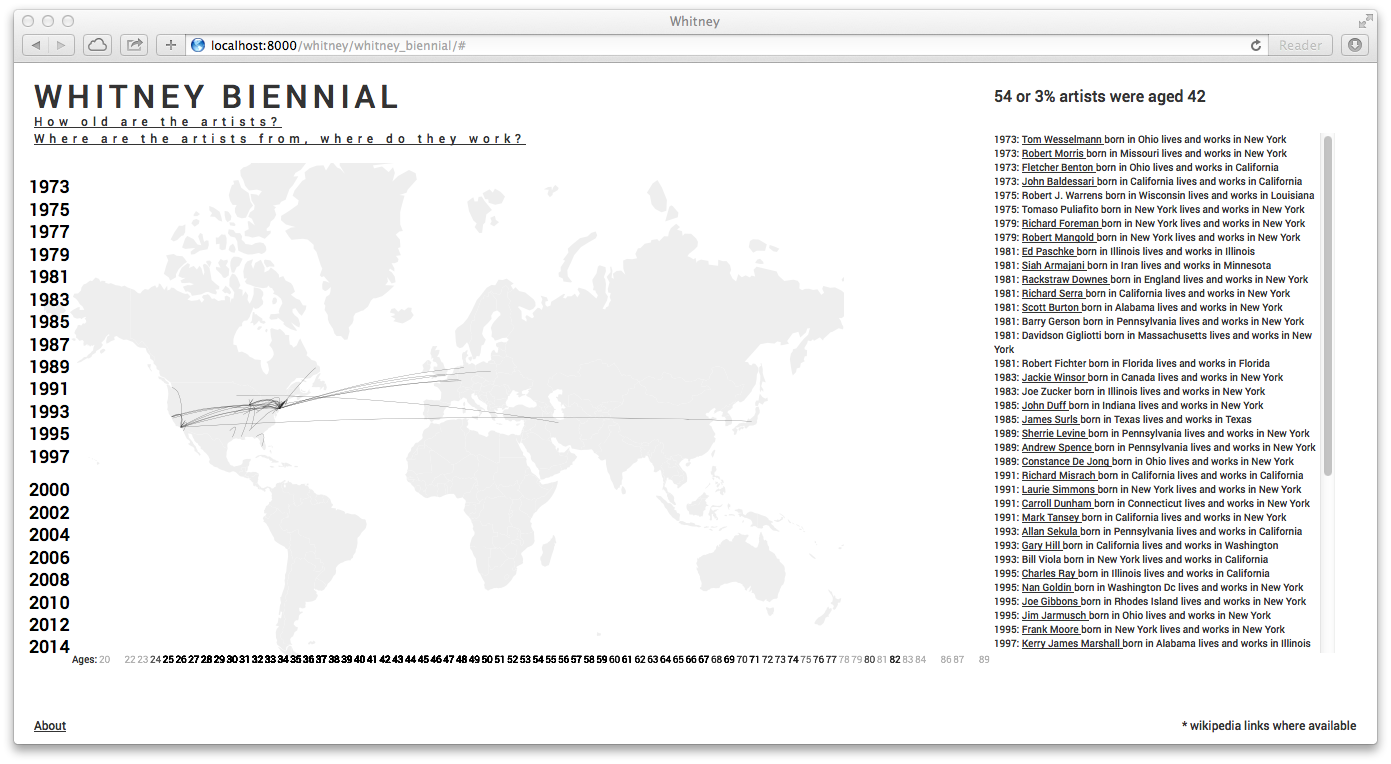 Whitney
localhost:8000/whitney/whitney_biennial/#
Reader
WHITNEY BIENNIAL
How old are the artists?
Where are the artists from, where do they work?
1973
1975
1977
1979
1981
1983
1985
1987
1989
1991
1993
1995
1997
2000
2002
2004
2006
2008
2010
2012
2014
Ages: 20 22 23 24 25 26 27 28 29 30 31 32 33 34 35 36 37 38 39 40 41 42 43 44 45 46 47 48 49 50 51 52 53 54 55 56 57 58 59 60 61 62 63 64 65 66 67 68 69 70 71 72 73 74 75 76 77 78 79 80 81 82 83 84 86 87 89
54 or 3% artists were aged 42
1973: Tom Wesselmann born in Ohio lives and works in New York
1973: Robert Morris born in Missouri lives and works in New York
1973: Fletcher Benton born in Ohio lives and works in California
1973: John Baldessari born in California lives and works in California
1975: Robert J. Warrens born in Wisconsin lives and works in Louisiana
1975: Tomaso Puliafito born in New York lives and works in New York
1979: Richard Foreman born in New York lives and works in New York
1979: Robert Mangold born in New York lives and works in New York
1981: Ed Paschke born in Illinois lives and works in Illinois
1981: Siah Armajani born in Iran lives and works in Minnesota
1981: Rackstraw Downes born in England lives and works in New York
1981: Richard Serra born in California lives and works in New York
1981: Scott Burton born in Alabama lives and works in New York
1981: Barry Gerson born in Pennsylvania lives and works in New York
1981: Davidson Gigliotti born in Massachusetts lives and works in New
York
1981: Robert Fichter born in Florida lives and works in Florida
1983: Jackie Winsor born in Canada lives and works in New York
1983: Joe Zucker born in Illinois lives and works in New York
1985: John Duff born in Indiana lives and works in New York
1985: James Surls born in Texas lives and works in Texas
1989: Sherrie Levine born in Pennsylvania lives and works in New York
1989: Andrew Spence born in Pennsylvania lives and works in New York
1989: Constance De Jong born in Ohio lives and works in New York
1991: Richard Misrach born in California lives and works in California
1991: Laurie Simmons born in New York lives and works in New York
1991: Carroll Dunham born in Connecticut lives and works in New York
1991: Mark Tansey born in California lives and works in New York
1993: Allan Sekula born in Pennsylvania lives and works in California
1993: Gary Hill born in California lives and works in Washington
1993: Bill Viola born in New York lives and works in California
1995: Charles Ray born in Illinois lives and works in California
1995: Nan Goldin born in Washington Dc lives and works in New York
1995: Joe Gibbons born in Rhodes Island lives and works in New York
1995: Jim Jarmusch born in Ohio lives and works in New York
1995: Frank Moore born in New York lives and works in New York
1997: Kerry James Marshall born in Alabama lives and works in Illinois
About
* wikipedia links where available